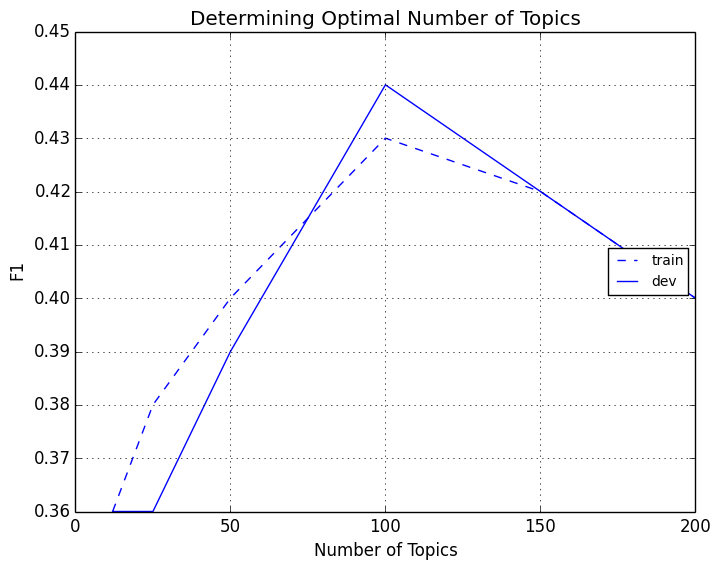 Determining Optimal Number of Topics
0.45
0.44
0.43
0.42
0.41
0.40
0.39
0.38
0.37
0.36
F1
train
dev
0 50 100 150 200
Number of Topics